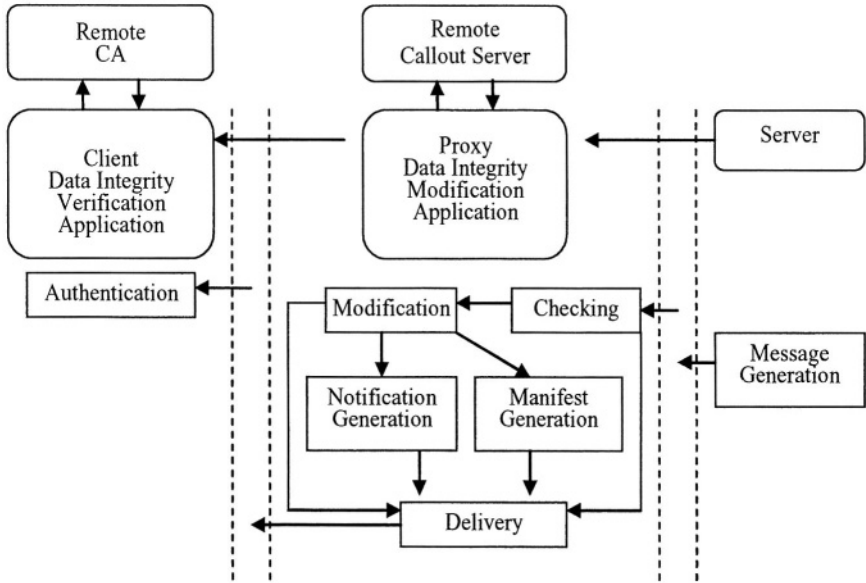 Remote
CA
Remote
Callout Server
Client
Data Integrity
Verification
Application
Proxy
Data Integrity
Modification
Application
Server
Authentication
Modification
Checking
Message
Generation
Notification
Generation
Manifest
Generation
Delivery